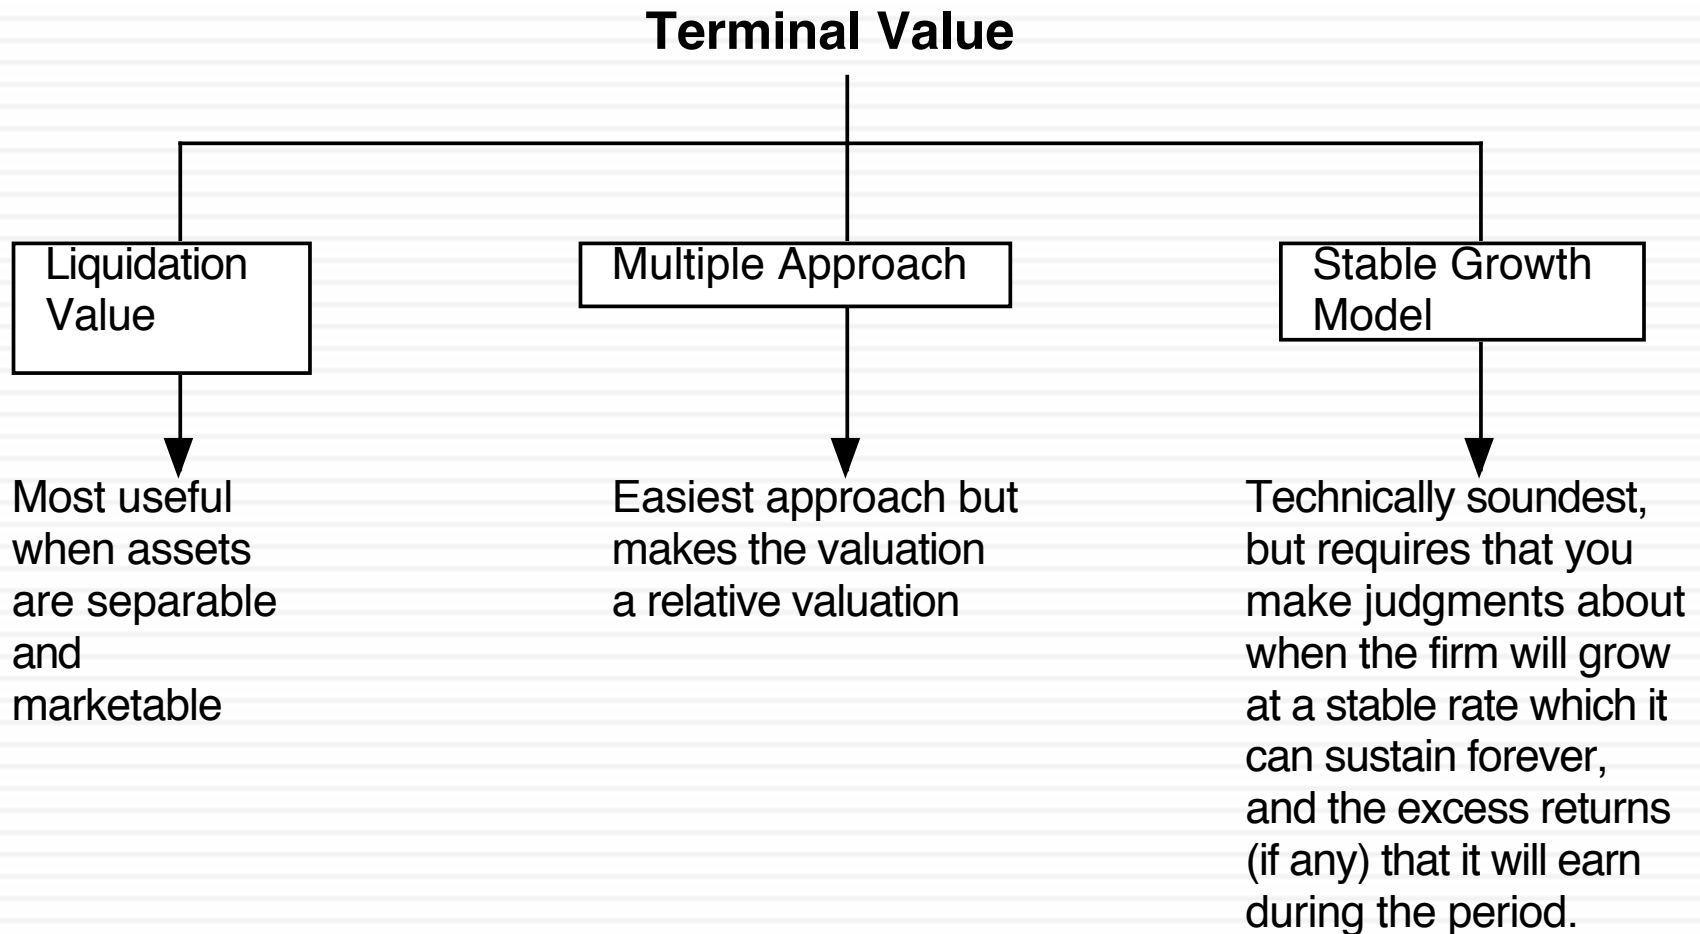 Terminal Value
Liquidation
Value
Multiple Approach
Stable Growth
Model
Most useful
when assets
are separable
and
marketable
Easiest approach but
makes the valuation
a relative valuation
Technically soundest,
but requires that you
make judgments about
when the firm will grow
at a stable rate which it
can sustain forever,
and the excess returns
(if any) that it will earn
during the period.